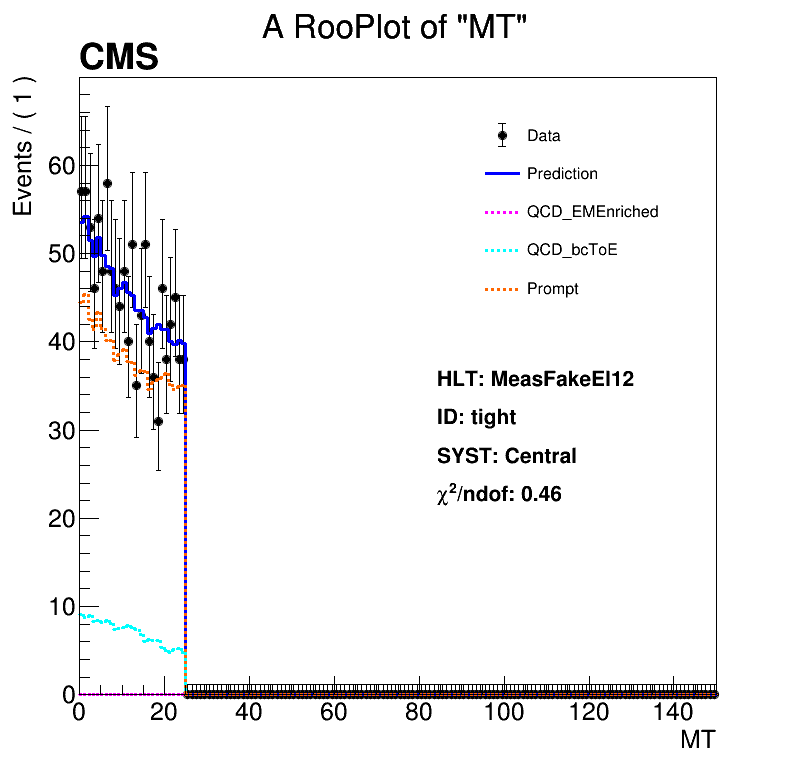 A RooPlot of "MT"
CMS
Events / ( 1 )
60
50
40
30
20
10
0
Data
Prediction
QCD_EMEnriched
QCD_bcToE
Prompt
HLT: MeasFakeEl12
ID: tight
SYST: Central
χ²/ndof: 0.46
0 20 40 60 80 100 120 140
MT